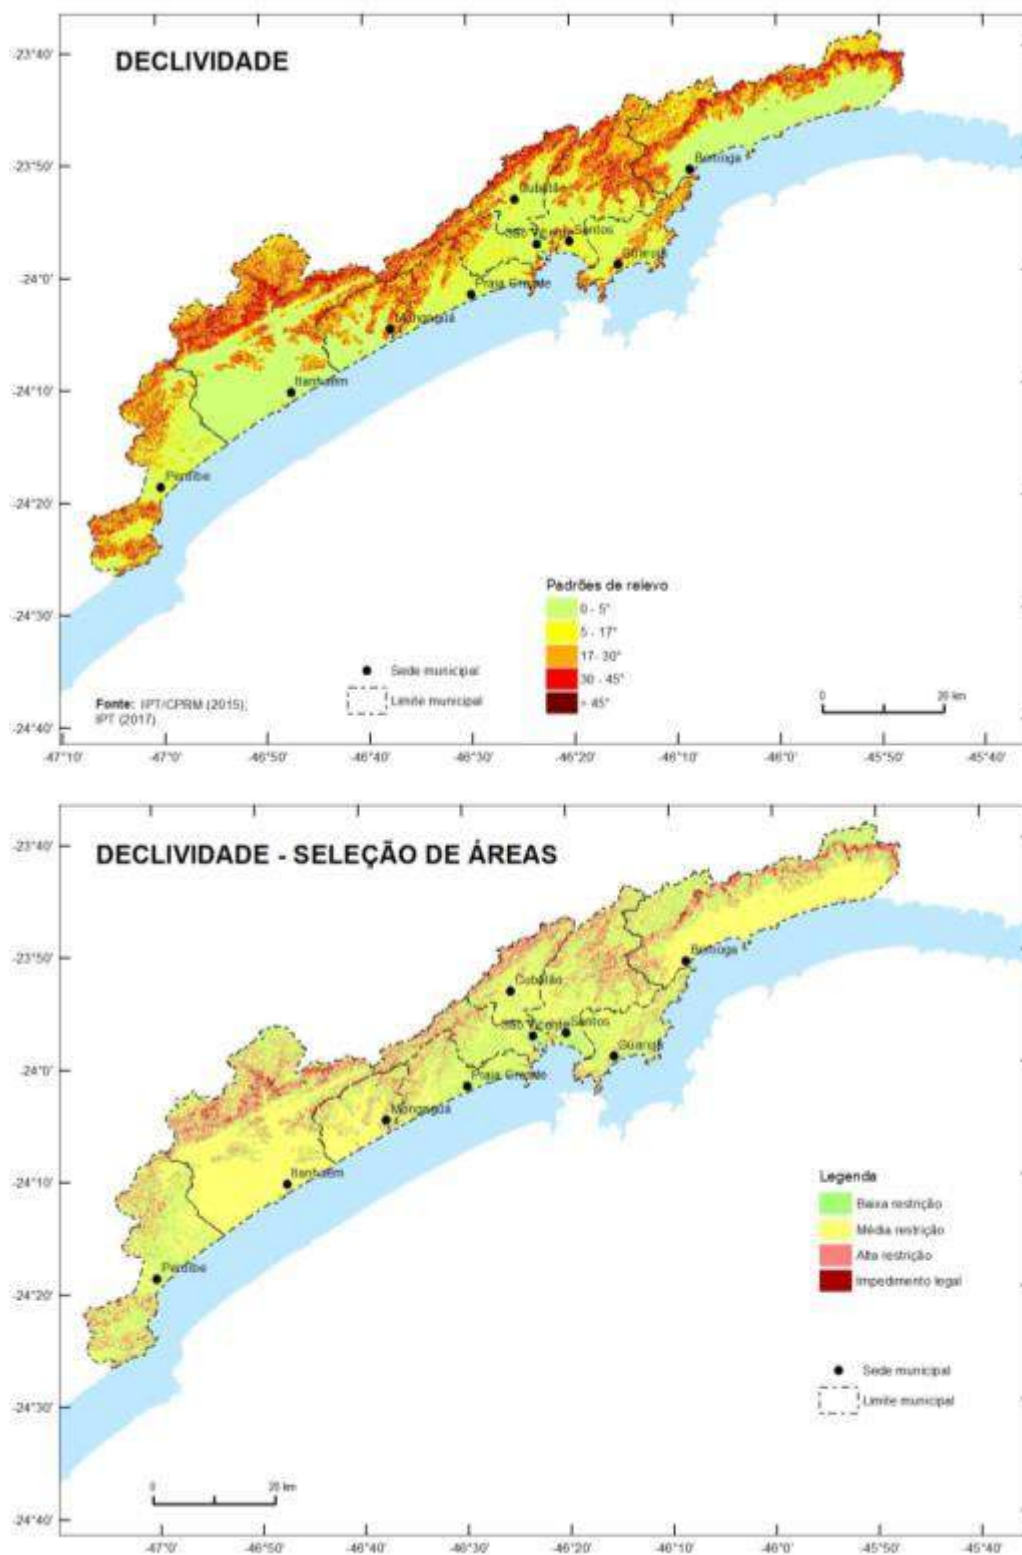 DECLIVIDADE
-23°40'
-23°50'
Bertioga
Cubatão
São Vicente
Santos
Guarujá
-24°0'
Praia Grande
Mongaguá
-24°10'
Itanhaém
Peruíbe
-24°20'
Padrões de relevo
0 - 5°
-24°30'
5 - 17°
17- 30°
Sede municipal
30 - 45°
Limite municipal
> 45°
0
20 km
Fonte: IPT/CPRM (2015),
IPT (2017)
-24°40'
-47°10'
-47°0'
-46°50'
-46°40'
-46°30'
-46°20'
-46°10'
-46°0'
-45°50'
-45°40'
DECLIVIDADE - SELEÇÃO DE ÁREAS
-23°40'
-23°50'
Bertioga
Cubatão
São Vicente
Santos
Guarujá
-24°0'
Praia Grande
Mongaguá
-24°10'
Itanhaém
Legenda
Baixa restrição
Média restrição
Peruíbe
Alta restrição
Impedimento legal
-24°20'
Sede municipal
Limite municipal
-24°30'
0
20 km
-24°40'
-47°0'
-46°50'
-46°40'
-46°30'
-46°20'
-46°10'
-46°0'
-45°50'
-45°40'